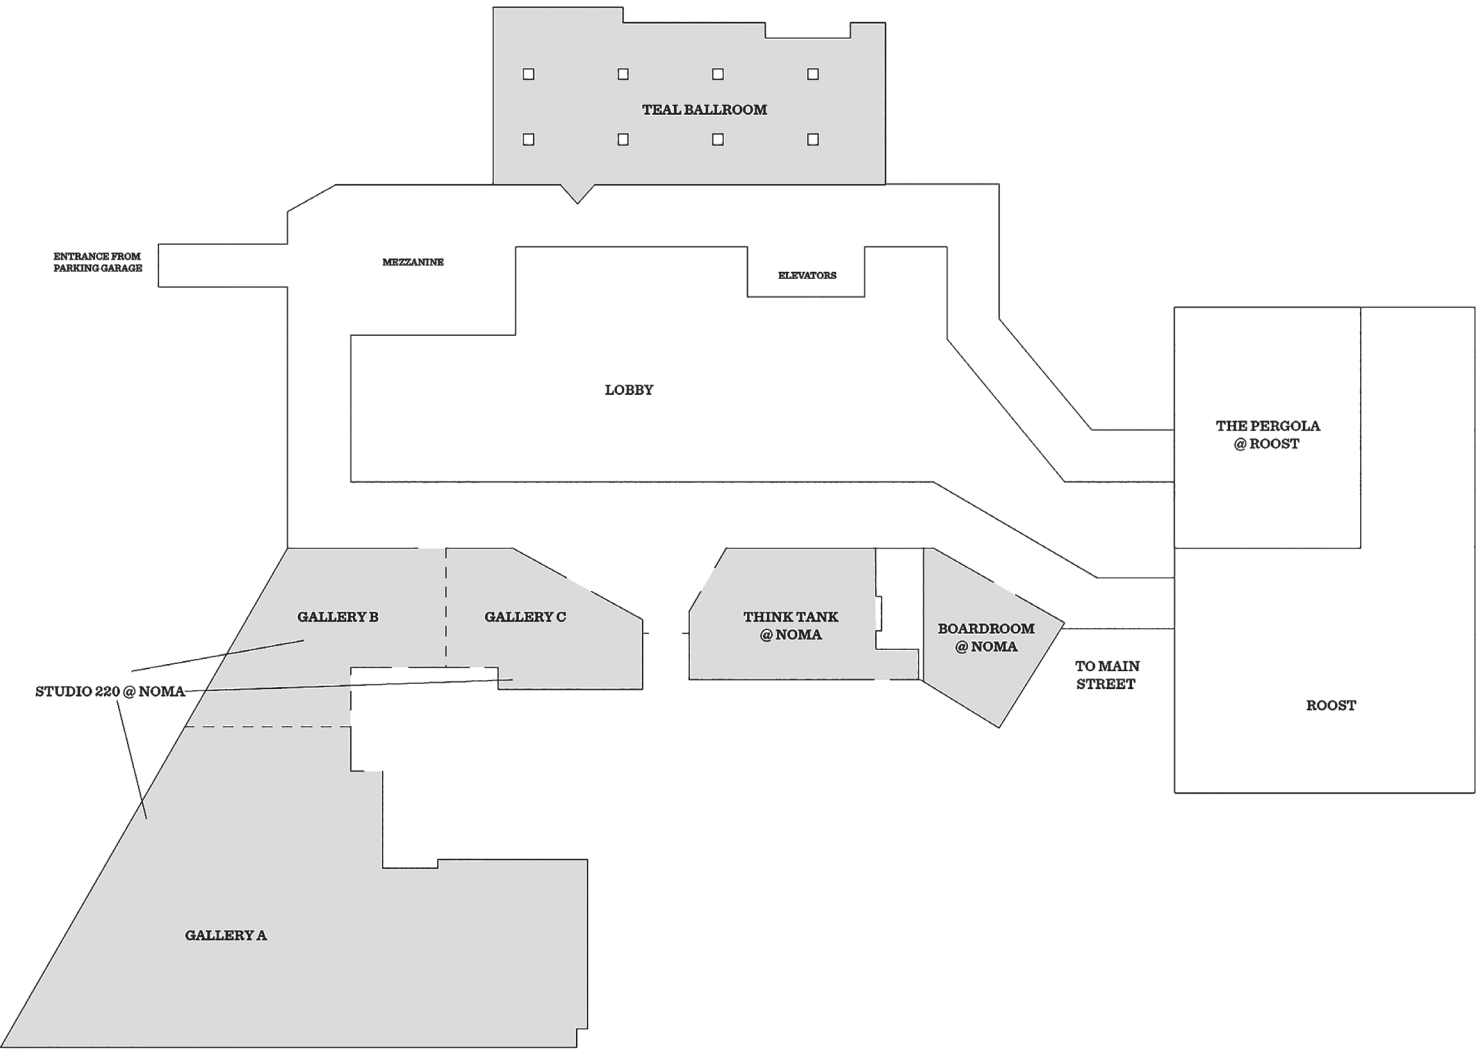 TEAL BALLROOM
ENTRANCE FROM
PARKING GARAGE
MEZZANINE
ELEVATORS
LOBBY
THE PERGOLA
@ ROOST
GALLERY B
GALLERY C
THINK TANK
@ NOMA
BOARDROOM
@ NOMA
TO MAIN
STREET
STUDIO 220 @ NOMA
ROOST
GALLERY A